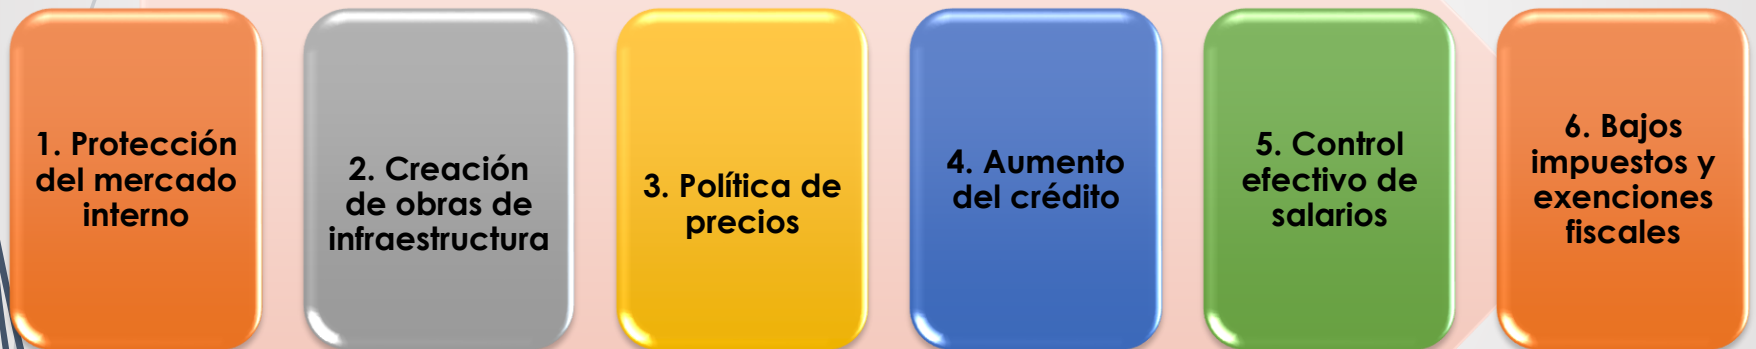 1. Protección
del mercado
interno
2. Creación
de obras de
infraestructura
3. Política de
precios
4. Aumento
del crédito
5. Control
efectivo de
salarios
6. Bajos
impuestos y
exenciones
fiscales